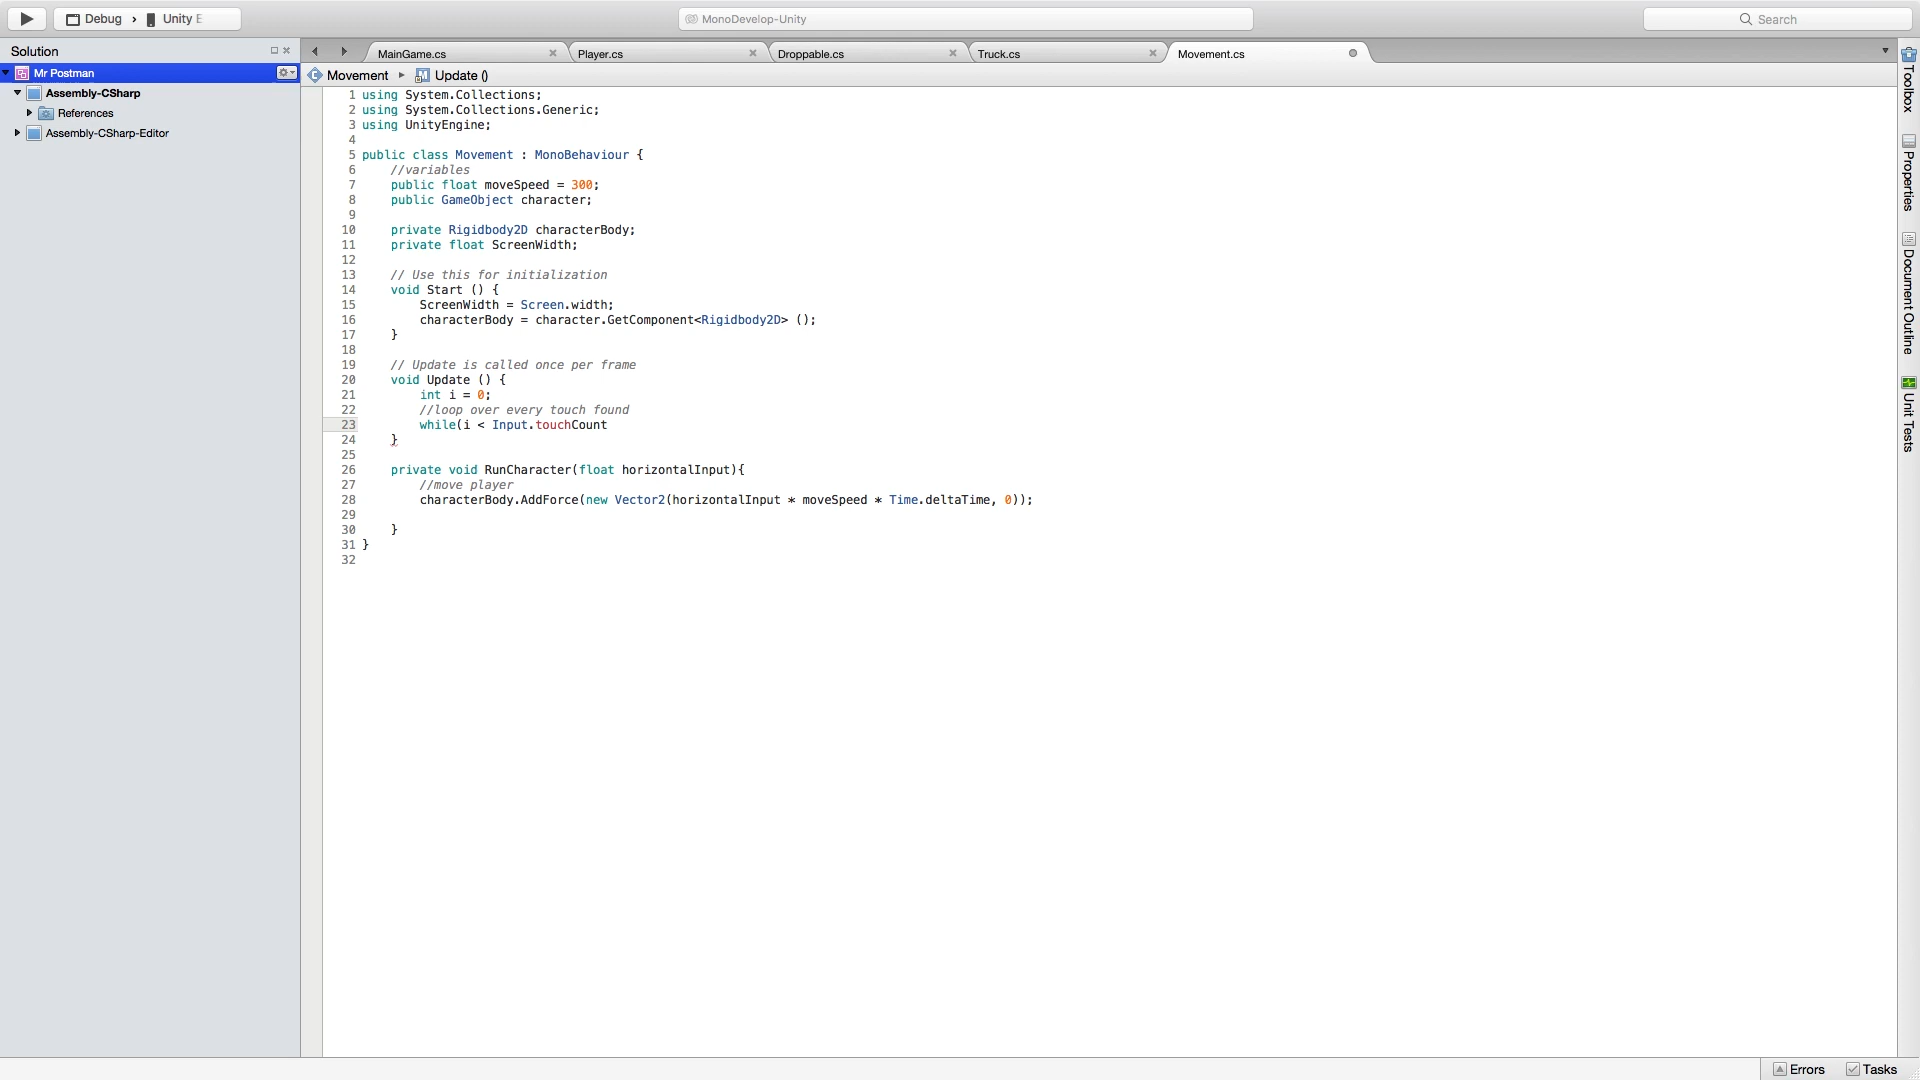 Debug › Unity E
MonoDevelop-Unity
Search
Solution
MainGame.cs
Player.cs
Droppable.cs
Truck.cs
Movement.cs
Mr Postman
Assembly-CSharp
References
Assembly-CSharp-Editor
Movement ▸ Update ()
1 using System.Collections;
2 using System.Collections.Generic;
3 using UnityEngine;
4
5 public class Movement : MonoBehaviour {
6 //variables
7 public float moveSpeed = 300;
8 public GameObject character;
9
10 private Rigidbody2D characterBody;
11 private float ScreenWidth;
12
13 // Use this for initialization
14 void Start () {
15 ScreenWidth = Screen.width;
16 characterBody = character.GetComponent<Rigidbody2D> ();
17 }
18
19 // Update is called once per frame
20 void Update () {
21 int i = 0;
22 //loop over every touch found
23 while(i < Input.touchCount
24 }
25
26 private void RunCharacter(float horizontalInput){
27 //move player
28 characterBody.AddForce(new Vector2(horizontalInput * moveSpeed * Time.deltaTime, 0));
29
30 }
31 }
32
Toolbox
Properties
Document Outline
Unit Tests
Errors
Tasks